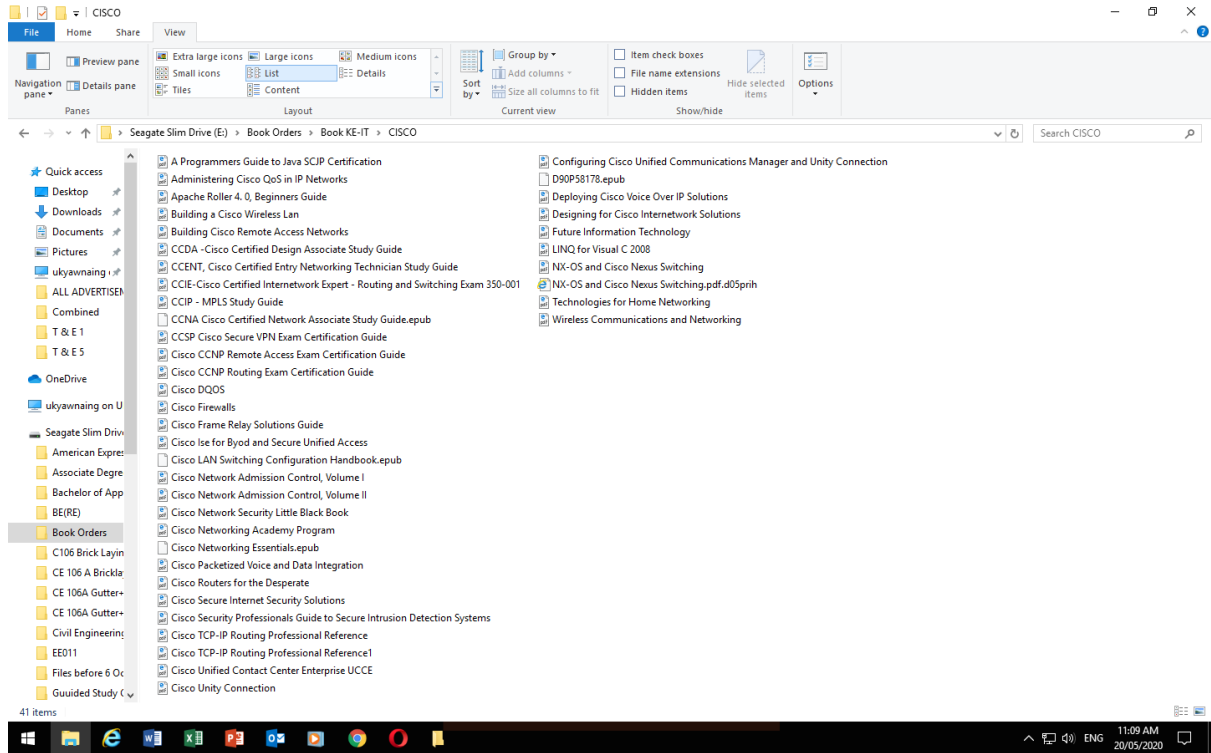 CISCO
File Home Share View
Preview pane
Navigation pane
Details pane
Panes
Extra large icons Large icons Medium icons
Small icons List Details
Tiles Content
Layout
Sort by
Group by
Add columns
Size all columns to fit
Current view
Item check boxes
File name extensions
Hidden items
Hide selected items
Show/hide
Options
Seagate Slim Drive (E:) > Book Orders > Book KE-IT > CISCO
Search CISCO
Quick access
Desktop
Downloads
Documents
Pictures
ukyawnaing
ALL ADVERTISEN
Combined
T & E 1
T & E 5
OneDrive
ukyawnaing on U
Seagate Slim Driv
American Expres
Associate Degre
Bachelor of App
BE(RE)
Book Orders
C106 Brick Layin
CE 106 A Brickla
CE 106A Gutter+
CE 106A Gutter+
Civil Engineering
EE011
Files before 6 Oc
Guuided Study
A Programmers Guide to Java SCJP Certification
Administering Cisco QoS in IP Networks
Apache Roller 4. 0, Beginners Guide
Building a Cisco Wireless Lan
Building Cisco Remote Access Networks
CCDA -Cisco Certified Design Associate Study Guide
CCENT, Cisco Certified Entry Networking Technician Study Guide
CCIE-Cisco Certified Internetwork Expert - Routing and Switching Exam 350-001
CCIP - MPLS Study Guide
CCNA Cisco Certified Network Associate Study Guide.epub
CCSP Cisco Secure VPN Exam Certification Guide
Cisco CCNP Remote Access Exam Certification Guide
Cisco CCNP Routing Exam Certification Guide
Cisco DQOS
Cisco Firewalls
Cisco Frame Relay Solutions Guide
Cisco Ise for Byod and Secure Unified Access
Cisco LAN Switching Configuration Handbook.epub
Cisco Network Admission Control, Volume I
Cisco Network Admission Control, Volume II
Cisco Network Security Little Black Book
Cisco Networking Academy Program
Cisco Networking Essentials.epub
Cisco Packetized Voice and Data Integration
Cisco Routers for the Desperate
Cisco Secure Internet Security Solutions
Cisco Security Professionals Guide to Secure Intrusion Detection Systems
Cisco TCP-IP Routing Professional Reference
Cisco TCP-IP Routing Professional Reference1
Cisco Unified Contact Center Enterprise UCCE
Cisco Unity Connection
Configuring Cisco Unified Communications Manager and Unity Connection
D90P58178.epub
Deploying Cisco Voice Over IP Solutions
Designing for Cisco Internetwork Solutions
Future Information Technology
LINQ for Visual C 2008
NX-OS and Cisco Nexus Switching
NX-OS and Cisco Nexus Switching.pdf.d05prih
Technologies for Home Networking
Wireless Communications and Networking
41 items
ENG
11:09 AM
20/05/2020